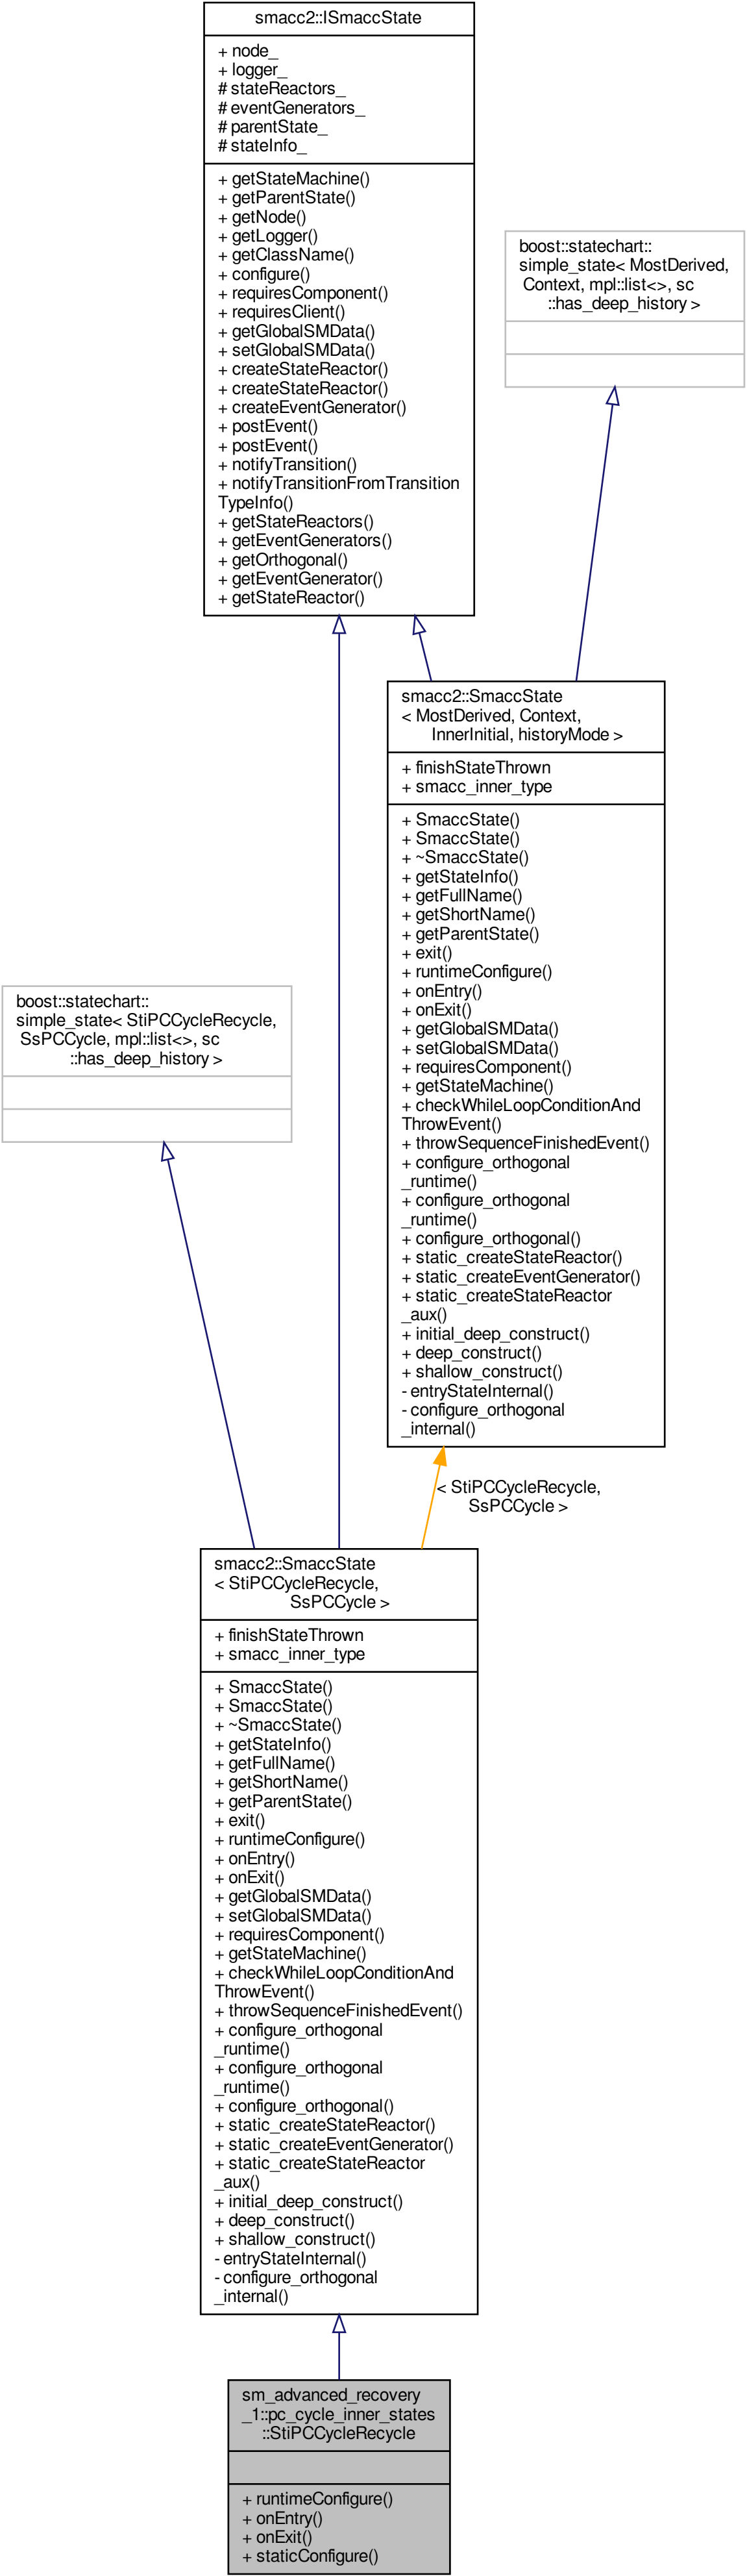 smacc2::ISmaccState
+ node_
+ logger_
# stateReactors_
# eventGenerators_
# parentState_
# stateInfo_
+ getStateMachine()
+ getParentState()
+ getNode()
+ getLogger()
+ getClassName()
+ configure()
+ requiresComponent()
+ requiresClient()
+ getGlobalSMData()
+ setGlobalSMData()
+ createStateReactor()
+ createStateReactor()
+ createEventGenerator()
+ postEvent()
+ postEvent()
+ notifyTransition()
+ notifyTransitionFromTransition
TypeInfo()
+ getStateReactors()
+ getEventGenerators()
+ getOrthogonal()
+ getEventGenerator()
+ getStateReactor()
boost::statechart::
simple_state< MostDerived,
Context, mpl::list<>, sc
::has_deep_history >
smacc2::SmaccState
< MostDerived, Context,
InnerInitial, historyMode >
+ finishStateThrown
+ smacc_inner_type
+ SmaccState()
+ SmaccState()
+ ~SmaccState()
+ getStateInfo()
+ getFullName()
+ getShortName()
+ getParentState()
+ exit()
+ runtimeConfigure()
+ onEntry()
+ onExit()
+ getGlobalSMData()
+ setGlobalSMData()
+ requiresComponent()
+ getStateMachine()
+ checkWhileLoopConditionAnd
ThrowEvent()
+ throwSequenceFinishedEvent()
+ configure_orthogonal
_runtime()
+ configure_orthogonal
_runtime()
+ configure_orthogonal()
+ static_createStateReactor()
+ static_createEventGenerator()
+ static_createStateReactor
_aux()
+ initial_deep_construct()
+ deep_construct()
+ shallow_construct()
- entryStateInternal()
- configure_orthogonal
_internal()
boost::statechart::
simple_state< StiPCCycleRecycle,
SsPCCycle, mpl::list<>, sc
::has_deep_history >
< StiPCCycleRecycle,
SsPCCycle >
smacc2::SmaccState
< StiPCCycleRecycle,
SsPCCycle >
+ finishStateThrown
+ smacc_inner_type
+ SmaccState()
+ SmaccState()
+ ~SmaccState()
+ getStateInfo()
+ getFullName()
+ getShortName()
+ getParentState()
+ exit()
+ runtimeConfigure()
+ onEntry()
+ onExit()
+ getGlobalSMData()
+ setGlobalSMData()
+ requiresComponent()
+ getStateMachine()
+ checkWhileLoopConditionAnd
ThrowEvent()
+ throwSequenceFinishedEvent()
+ configure_orthogonal
_runtime()
+ configure_orthogonal
_runtime()
+ configure_orthogonal()
+ static_createStateReactor()
+ static_createEventGenerator()
+ static_createStateReactor
_aux()
+ initial_deep_construct()
+ deep_construct()
+ shallow_construct()
- entryStateInternal()
- configure_orthogonal
_internal()
sm_advanced_recovery
_1::pc_cycle_inner_states
::StiPCCycleRecycle
+ runtimeConfigure()
+ onEntry()
+ onExit()
+ staticConfigure()